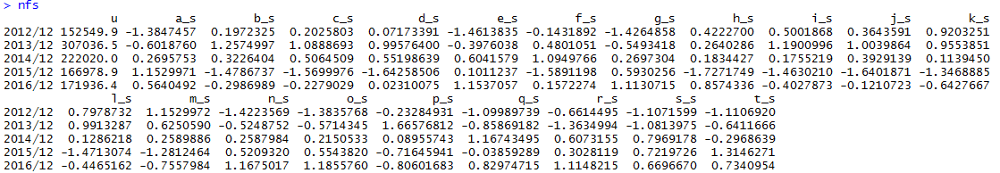 > nfs
u a_s b_s c_s d_s e_s f_s g_s h_s i_s j_s k_s
2012/12 152549.9 -1.3847457 0.1972325 0.2025803 0.07173391 -1.4613835 -0.1431892 -1.4264858 0.4222700 0.5001868 0.3643591 0.9203251
2013/12 307036.5 -0.6018760 1.2574997 1.0888693 0.99576400 -0.3976038 0.4801051 -0.5493418 0.2640286 1.1900996 1.0039864 0.9553851
2014/12 222020.0 0.2695753 0.3226404 0.5064509 0.55198639 0.6041579 1.0949766 0.2697304 0.1834427 0.1755219 0.3929139 0.1139450
2015/12 166978.9 1.1529971 -1.4786737 -1.5699976 -1.64258506 0.1011237 -1.5891198 0.5930256 -1.7271749 -1.4630210 -1.6401871 -1.3468885
2016/12 171936.4 0.5640492 -0.2986989 -0.2279029 0.02310075 1.1537057 0.1572274 1.1130715 0.8574336 -0.4027873 -0.1210723 -0.6427667
l_s m_s n_s o_s p_s q_s r_s s_s t_s
2012/12 0.7978732 1.1529972 -1.4223569 -1.3835768 -0.23284931 -1.09989739 -0.6614495 -1.1071599 -1.1106920
2013/12 0.9913287 0.6250590 -0.5248752 -0.5714345 1.66576812 -0.85869182 -1.3634994 -1.0813975 -0.6411666
2014/12 0.1286218 0.2589886 0.2587984 0.2150533 0.08955743 1.16743495 0.6073155 0.7969178 -0.2968639
2015/12 -1.4713074 -1.2812464 0.5209320 0.5543820 -0.71645941 -0.03859289 0.3028119 0.7219726 1.3146271
2016/12 -0.4465162 -0.7557984 1.1675017 1.1855760 -0.80601683 0.82974715 1.1148215 0.6696670 0.7340954